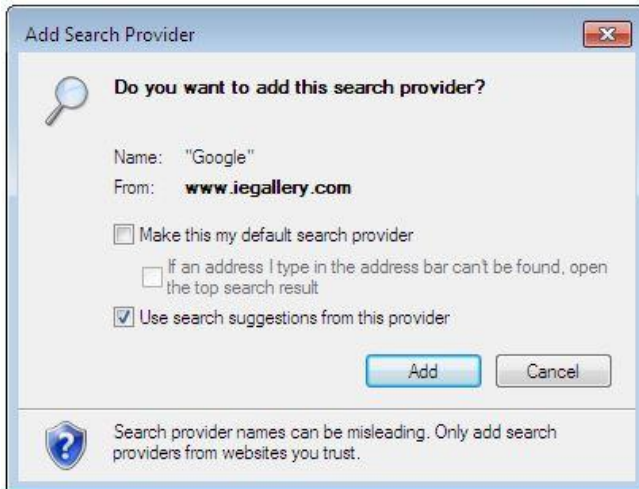 Add Search Provider
Do you want to add this search provider?
Name: "Google"
From: www.iegallery.com
Make this my default search provider
If an address I type in the address bar can't be found, open
the top search result
Use search suggestions from this provider
Add Cancel
Search provider names can be misleading. Only add search
providers from websites you trust.